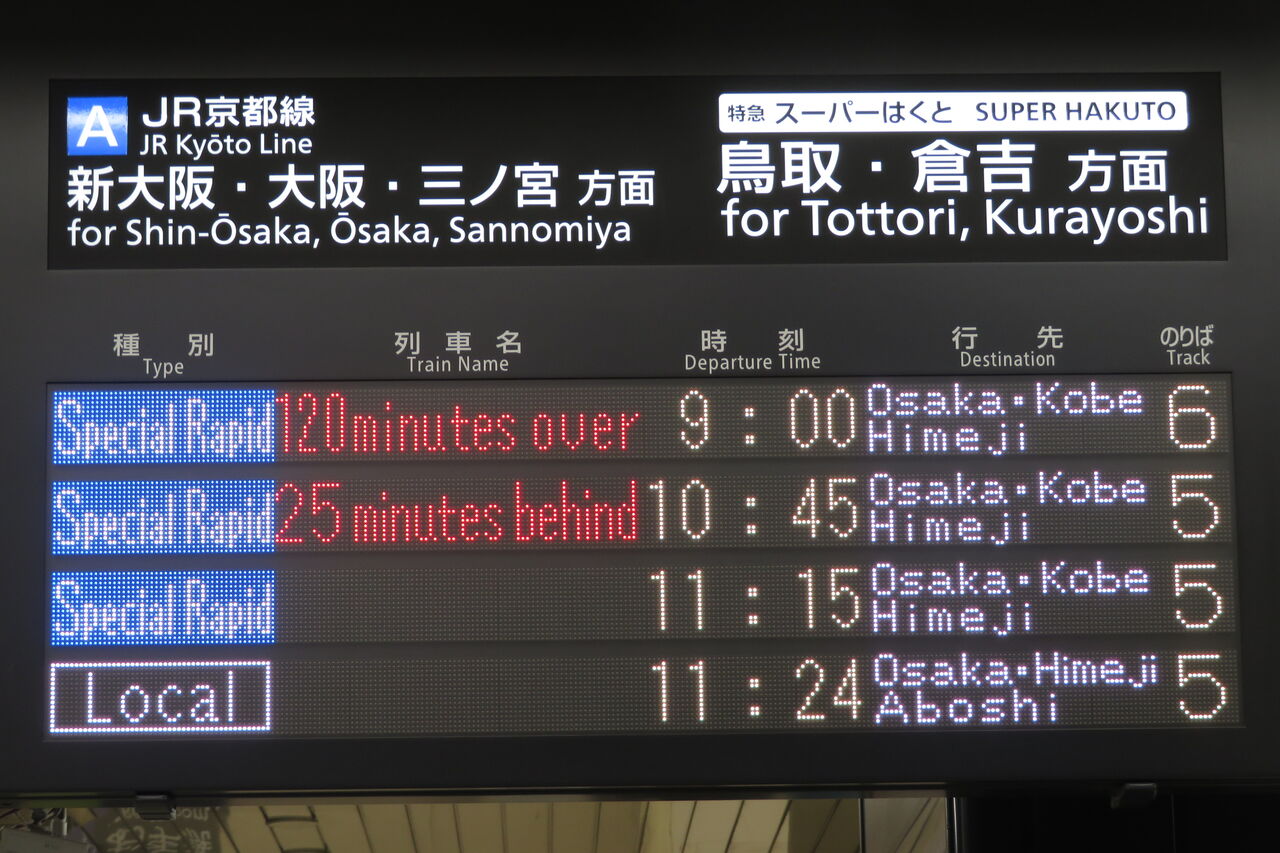 A JR京都線
JR Kyōto Line
新大阪・大阪・三ノ宮 方面
for Shin-Ōsaka, Ōsaka, Sannomiya
特急 スーパーはくと SUPER HAKUTO
鳥取・倉吉 方面
for Tottori, Kurayoshi
種別 列車名 時刻 行先 のりば
Type Train Name Departure Time Destination Track
Special Rapid 120minutes over 9:00 Osaka・Kobe 6
Himeji
Special Rapid 25 minutes behind 10:45 Osaka・Kobe 5
Himeji
Special Rapid 11:15 Osaka・Kobe 5
Himeji
Local 11:24 Osaka・Himeji 5
Aboshi